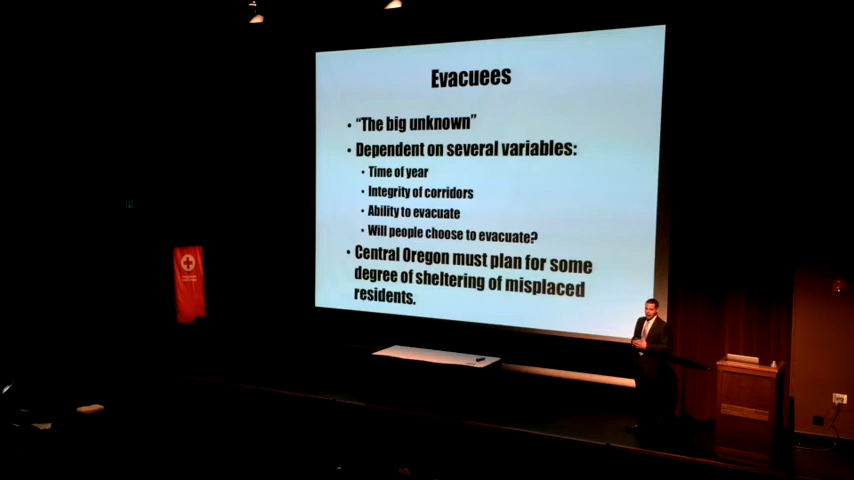 Evacuees
• “The big unknown”
• Dependent on several variables:
• Time of year
• Integrity of corridors
• Ability to evacuate
• Will people choose to evacuate?
• Central Oregon must plan for some
degree of sheltering of misplaced
residents.